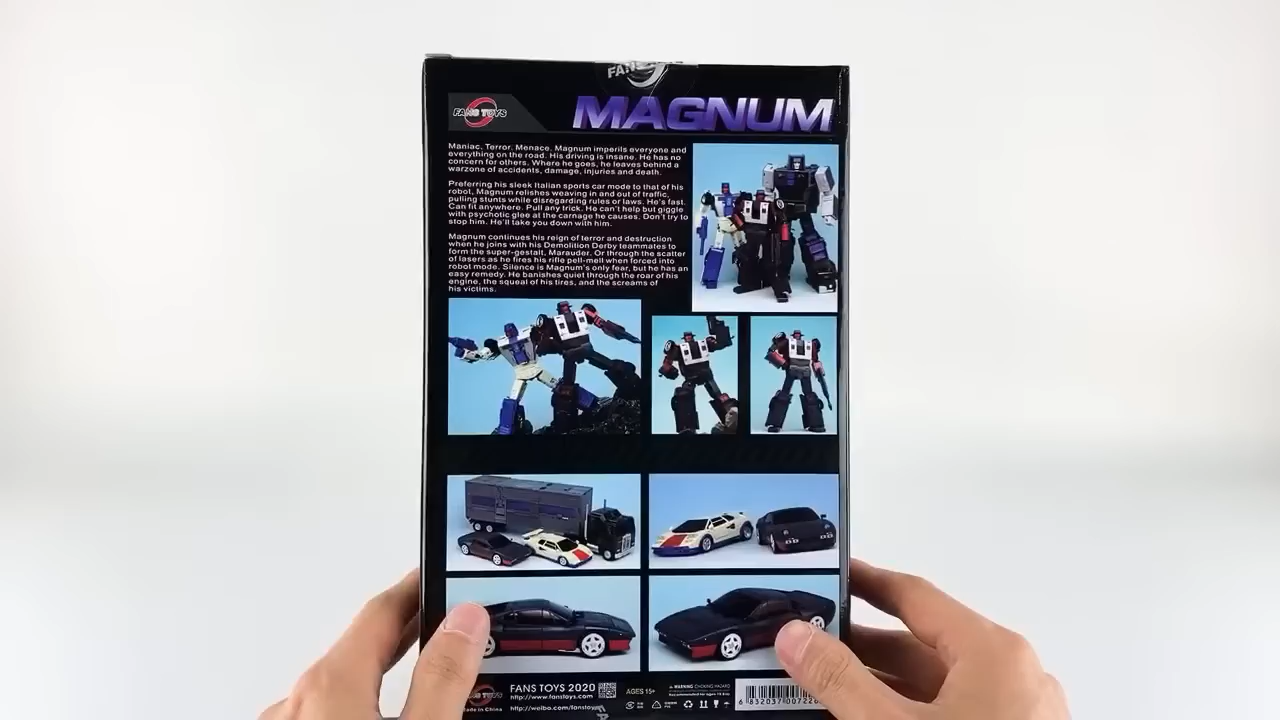 FANS TOYS
MAGNUM
Maniac. Terror. Menace. Magnum imperils everyone and
everything on the road. His driving is insane. He has no
concern for others. Where he goes, he leaves behind a
warzone of accidents, damage, injuries and death.
Preferring his sleek Italian sports car mode to that of his
robot, Magnum relishes weaving in and out of traffic,
pulling stunts while disregarding rules or laws. He's fast.
Can fit anywhere. Pull any trick. He can't help but giggle
with psychotic glee at the carnage he causes. Don't try to
stop him. He'll take you down with him.
Magnum continues his reign of terror and destruction
when he joins with his Demolition Derby teammates to
form the super-gestalt, Marauder. Or through the scatter
of lasers as he fires his rifle pell-mell when forced into
robot mode. Silence is Magnum's only fear, but he has an
easy remedy. He banishes quiet through the roar of his
engine, the squeal of his tires, and the screams of
his victims.
FANS TOYS
Made in China
FANS TOYS 2020
http://www.fanstoys.com
http://weibo.com/fanstoys
AGES 15+
WARNING CHOKING HAZARD